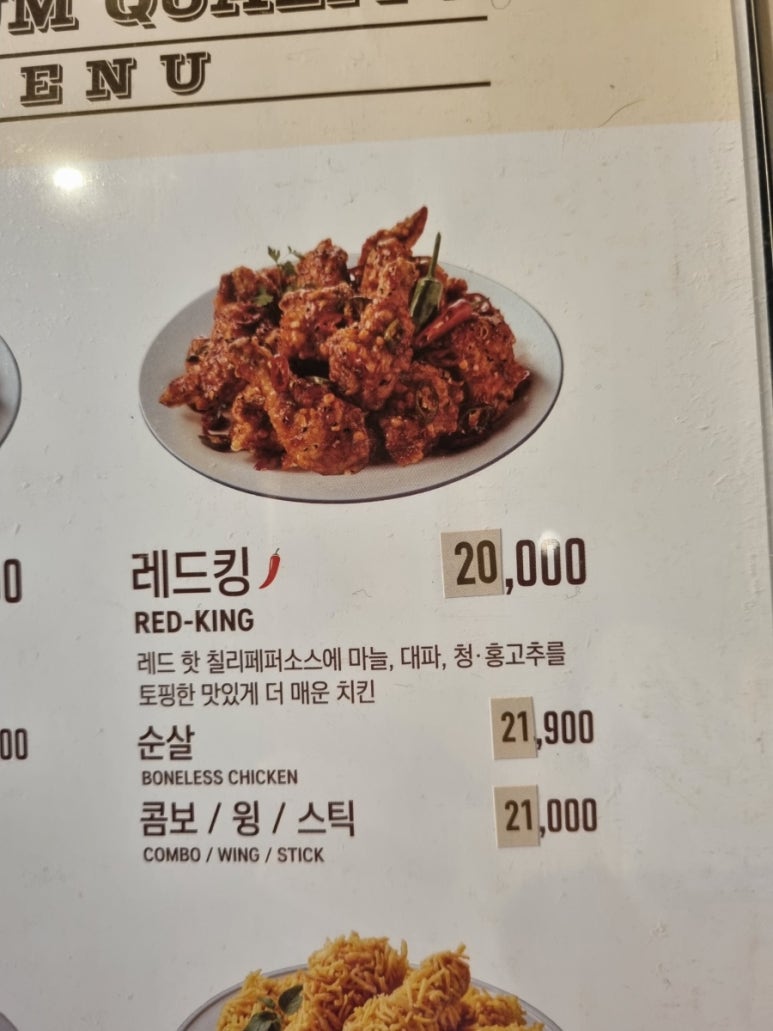 ENU
레드킹
20,000
RED-KING
레드 핫 칠리페퍼소스에 마늘, 대파, 청·홍고추를
토핑한 맛있게 더 매운 치킨
순살
21,900
BONELESS CHICKEN
콤보 / 윙 / 스틱
21,000
COMBO / WING / STICK
00